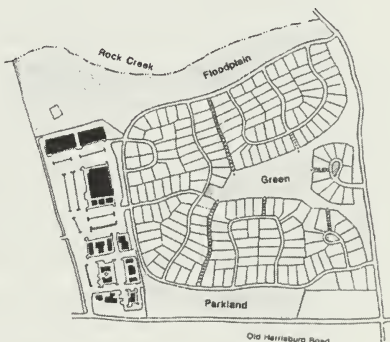 Rock Creek
Floodplain
Green
Parkland
Old Harrisburg Road